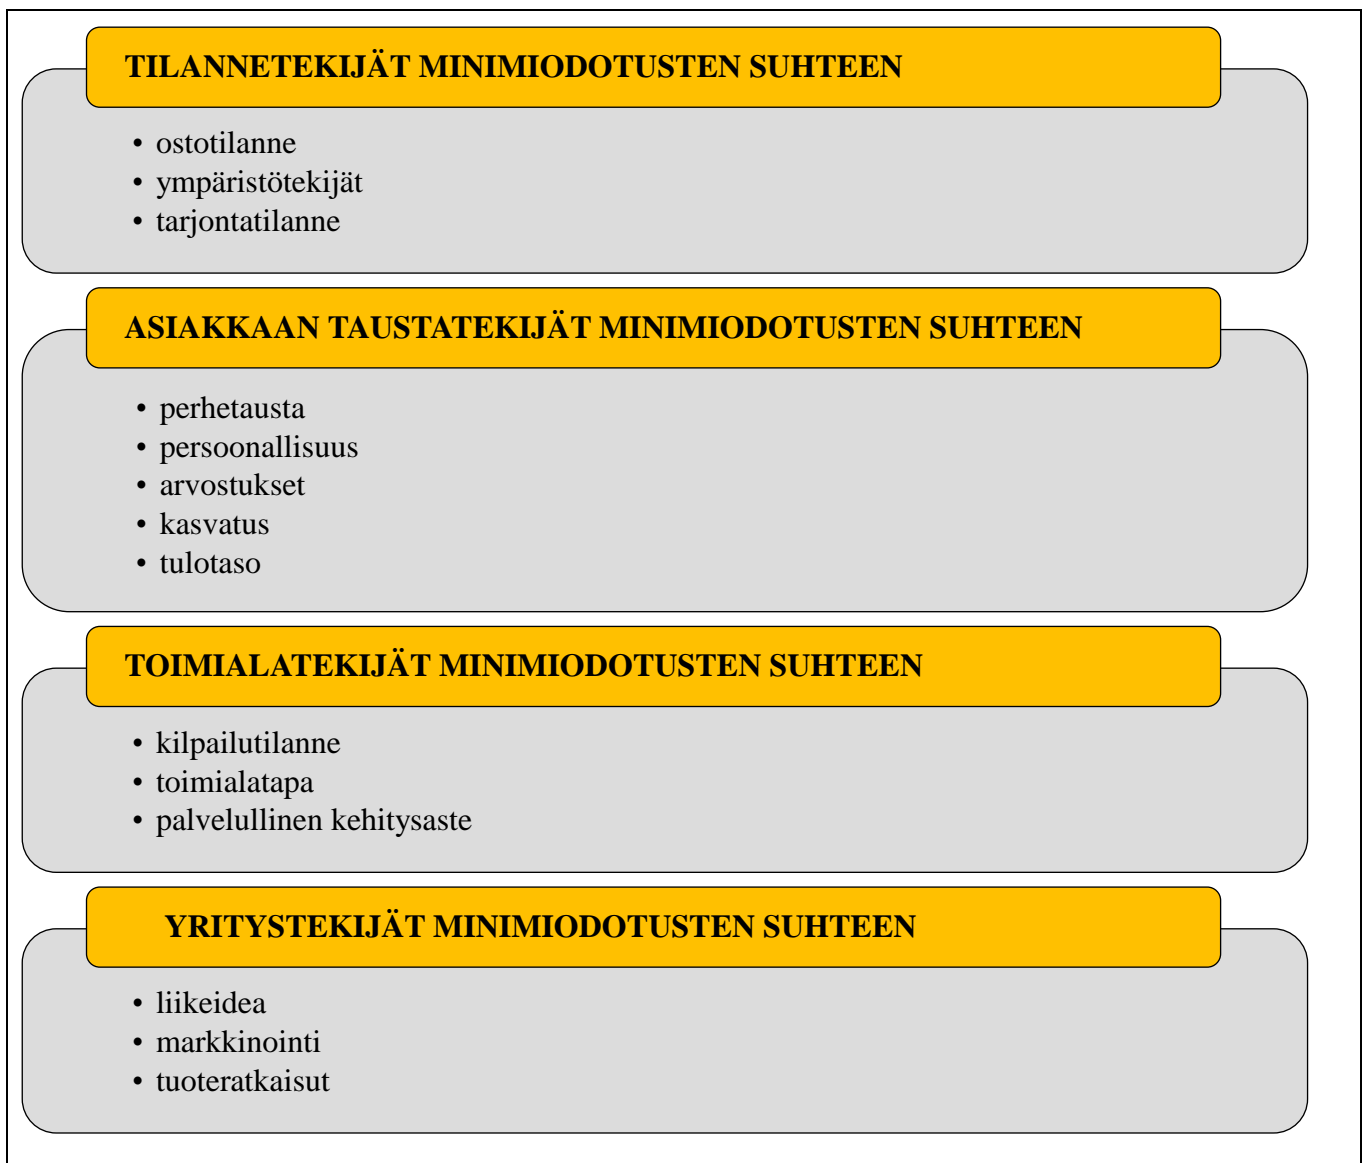 TILANNETEKIJÄT MINIMIODOTUSTEN SUHTEEN
• ostotilanne
• ympäristötekijät
• tarjontatilanne
ASIAKKAAN TAUSTATEKIJÄT MINIMIODOTUSTEN SUHTEEN
• perhetausta
• persoonallisuus
• arvostukset
• kasvatus
• tulotaso
TOIMIALATEKIJÄT MINIMIODOTUSTEN SUHTEEN
• kilpailutilanne
• toimialatapa
• palvelullinen kehitysaste
YRITYSTEKIJÄT MINIMIODOTUSTEN SUHTEEN
• liikeidea
• markkinointi
• tuoteratkaisut